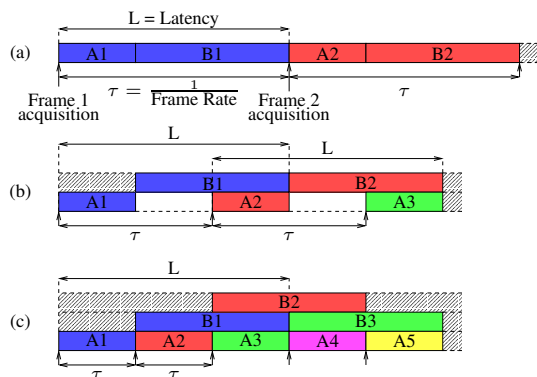 L = Latency
(a) A1 B1 A2 B2
τ = 1/Frame Rate τ
Frame 1 acquisition
Frame 2 acquisition
L
L
(b) B1 B2
A1 A2 A3
τ τ
L
B2
(c) B1 B3
A1 A2 A3 A4 A5
τ τ